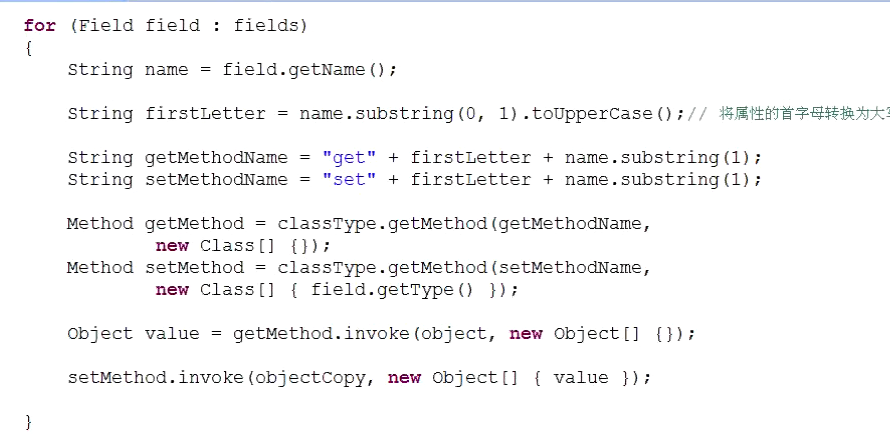 for (Field field : fields)
{
String name = field.getName();
String firstLetter = name.substring(0, 1).toUpperCase();// 将属性的首字母转换为大写
String getMethodName = "get" + firstLetter + name.substring(1);
String setMethodName = "set" + firstLetter + name.substring(1);
Method getMethod = classType.getMethod(getMethodName,
new Class[] {});
Method setMethod = classType.getMethod(setMethodName,
new Class[] { field.getType() });
Object value = getMethod.invoke(object, new Object[] {});
setMethod.invoke(objectCopy, new Object[] { value });
}